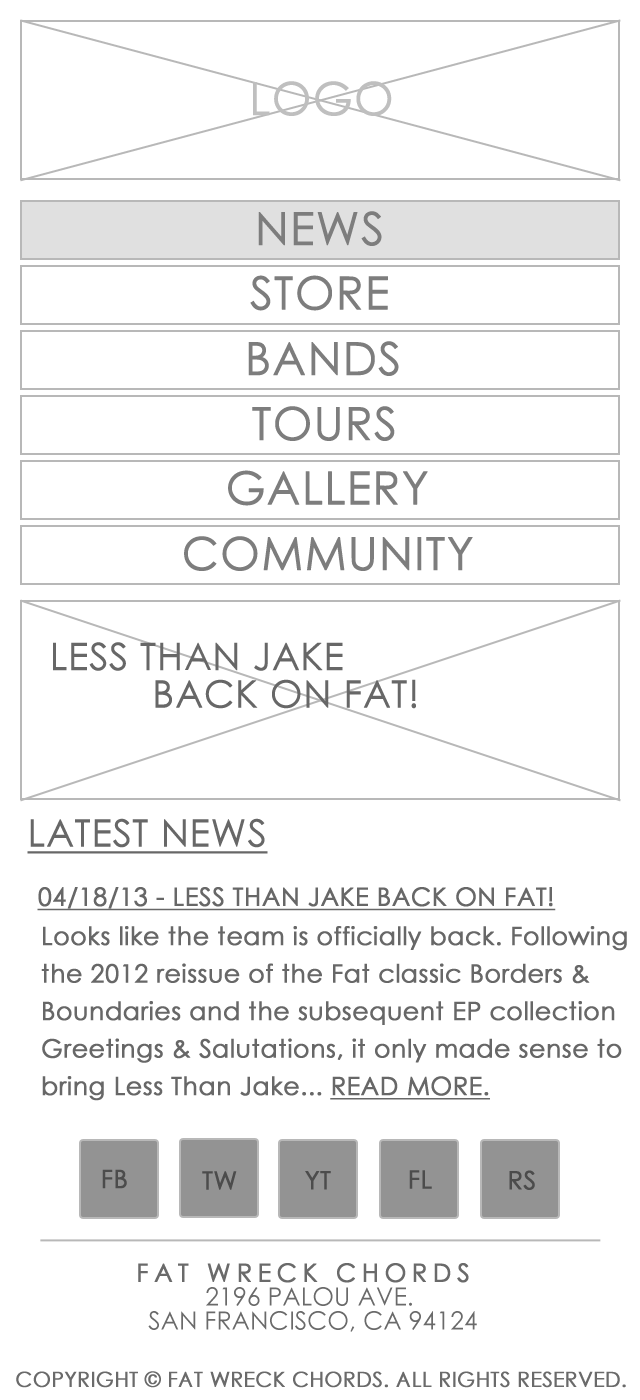 LOGO
NEWS
STORE
BANDS
TOURS
GALLERY
COMMUNITY
LESS THAN JAKE
BACK ON FAT!
LATEST NEWS
04/18/13 - LESS THAN JAKE BACK ON FAT!
Looks like the team is officially back. Following
the 2012 reissue of the Fat classic Borders &
Boundaries and the subsequent EP collection
Greetings & Salutations, it only made sense to
bring Less Than Jake... READ MORE.
FB TW YT FL RS
FAT WRECK CHORDS
2196 PALOU AVE.
SAN FRANCISCO, CA 94124
COPYRIGHT © FAT WRECK CHORDS. ALL RIGHTS RESERVED.